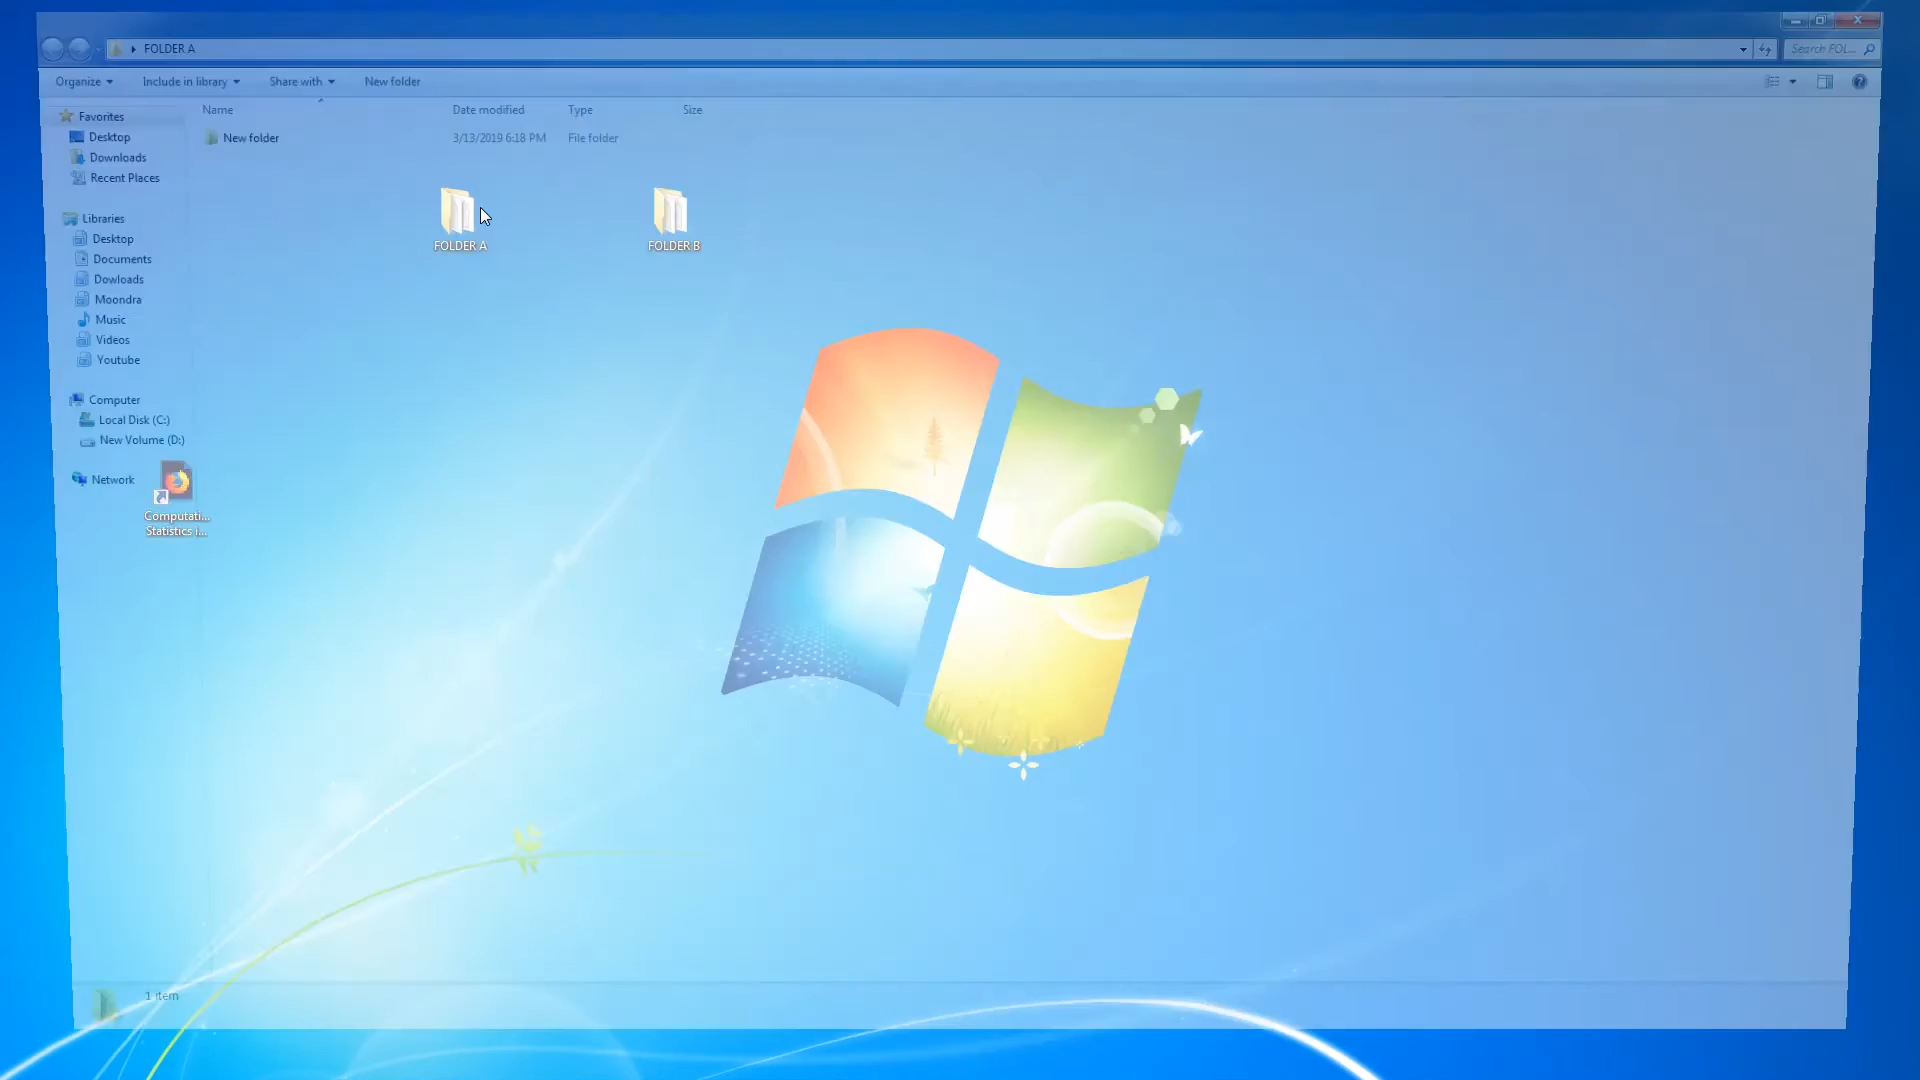 FOLDER A
Search FOL...
Organize
Include in library
Share with
New folder
Name
Date modified
Type
Size
New folder
3/13/2019 6:18 PM
File folder
Favorites
Desktop
Downloads
Recent Places
Libraries
Desktop
Documents
Dowloads
Moondra
Music
Videos
Youtube
Computer
Local Disk (C:)
New Volume (D:)
Network
FOLDER A
FOLDER B
Computati...
Statistics i...
1 item